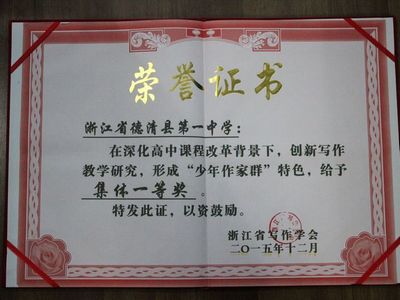 荣誉证书
浙江省德清县第一中学：
在深化高中课程改革背景下，创新写作
教学研究，形成“少年作家群”特色，给予
集体一等奖。
特发此证，以资鼓励。
浙江省写作学会
二〇一五年十二月